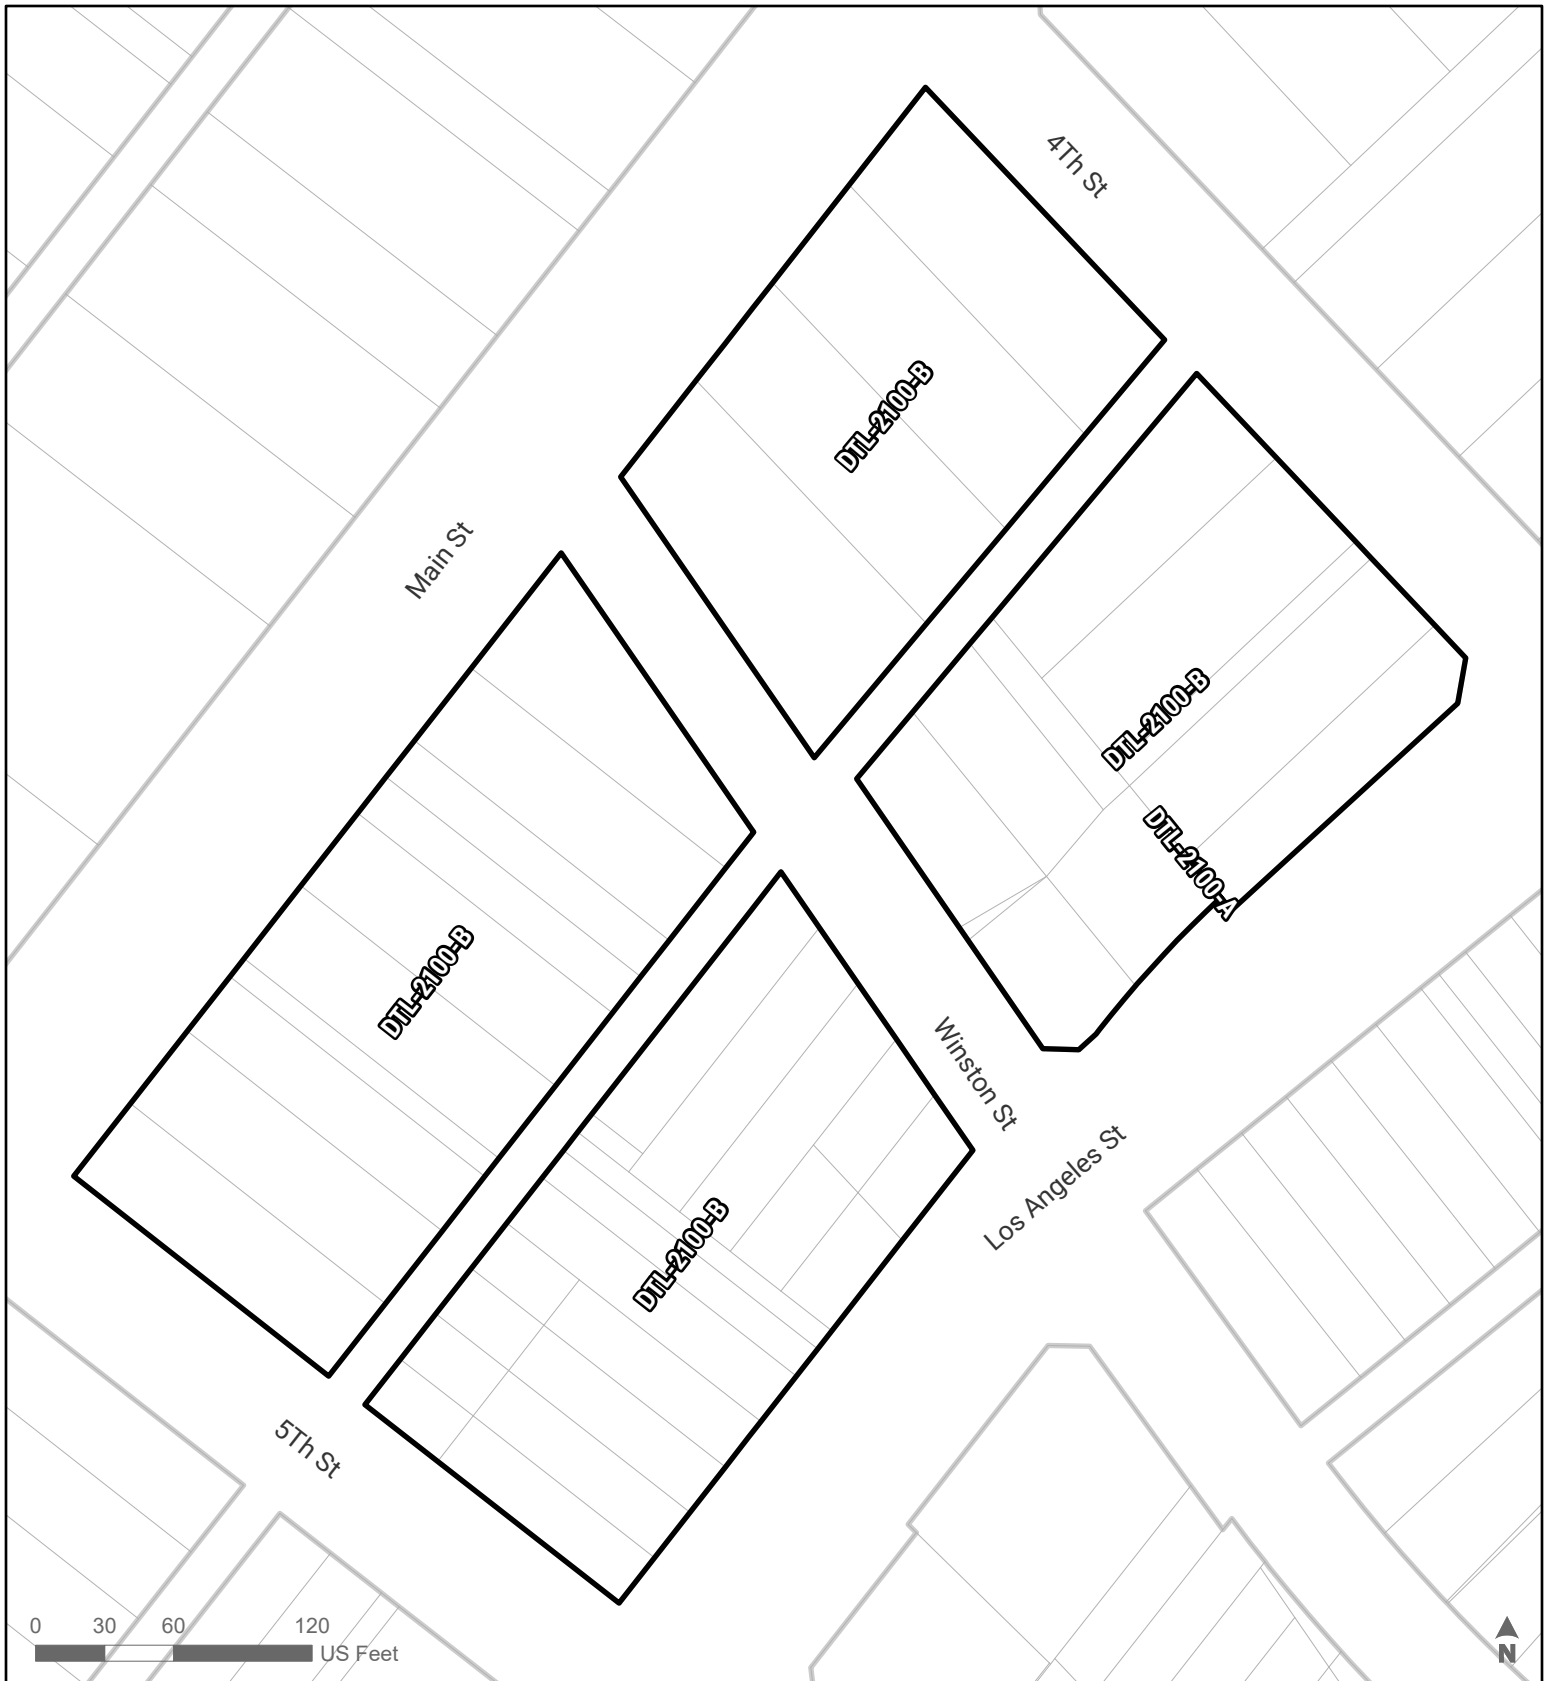 4Th St
DTL-2100-B
Main St
DTL-2100-B
DTL-2100-A
DTL-2100-B
Winston St
Los Angeles St
DTL-2100-B
5Th St
0 30 60 120
US Feet
N